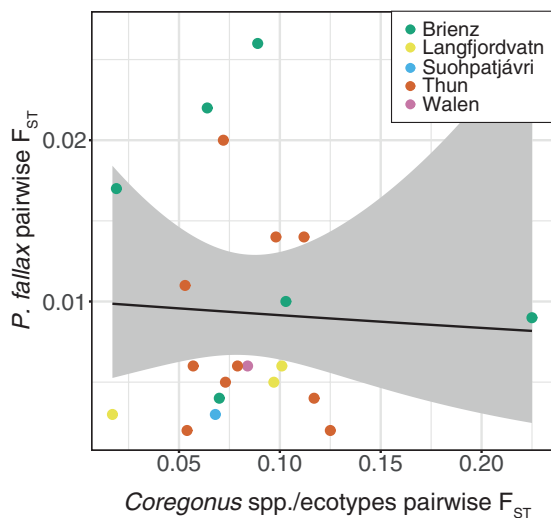 Brienz
Langfjordvatn
Suohpatjávri
Thun
Walen
P. fallax pairwise FST
0.02
0.01
0.05 0.10 0.15 0.20
Coregonus spp./ecotypes pairwise FST